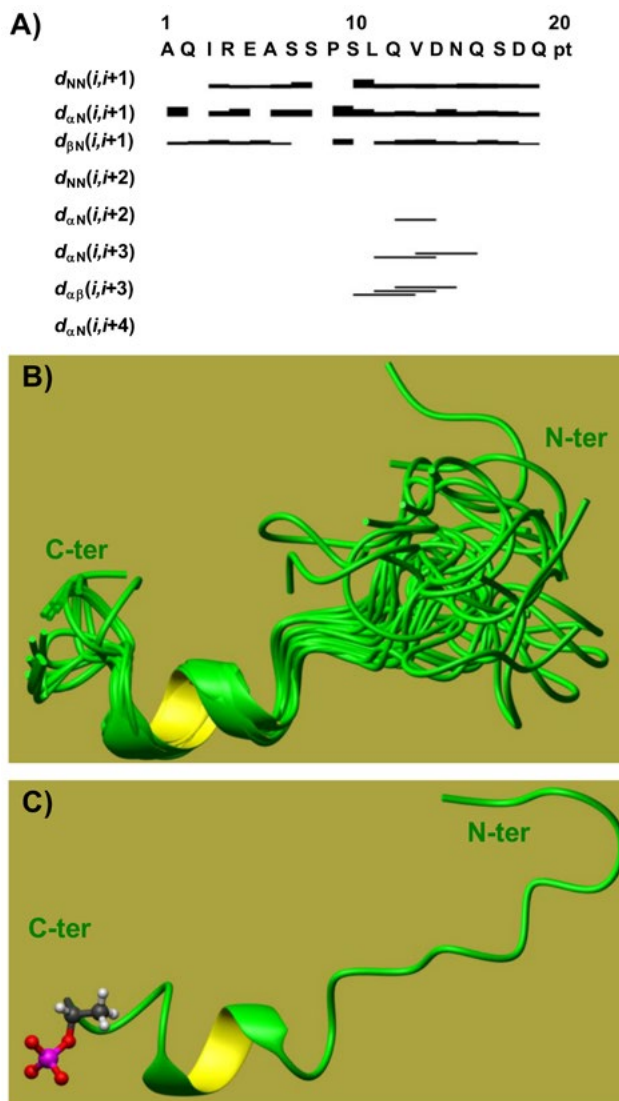 A)
1 10 20
A Q I R E A S S P S L Q V D N Q S D Q pt
dNN(i,i+1)
dαN(i,i+1)
dβN(i,i+1)
dNN(i,i+2)
dαN(i,i+2)
dαN(i,i+3)
dαβ(i,i+3)
dαN(i,i+4)
B)
N-ter
C-ter
C)
N-ter
C-ter